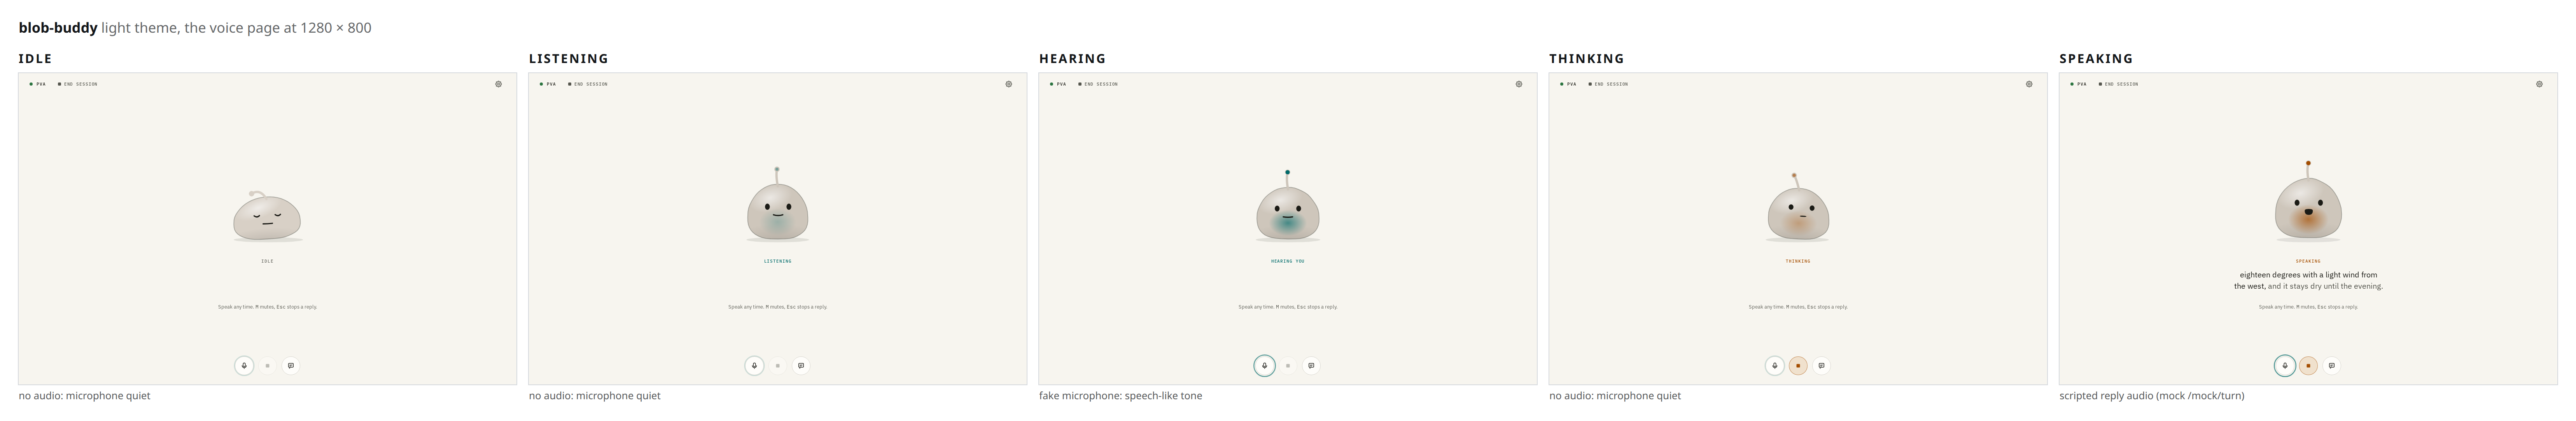 blob-buddy light theme, the voice page at 1280 × 800
IDLE
PVA END SESSION
IDLE
Speak any time. M mutes, Esc stops a reply.
no audio: microphone quiet
LISTENING
PVA END SESSION
LISTENING
Speak any time. M mutes, Esc stops a reply.
no audio: microphone quiet
HEARING
PVA END SESSION
HEARING YOU
Speak any time. M mutes, Esc stops a reply.
fake microphone: speech-like tone
THINKING
PVA END SESSION
THINKING
Speak any time. M mutes, Esc stops a reply.
no audio: microphone quiet
SPEAKING
PVA END SESSION
SPEAKING
eighteen degrees with a light wind from
the west, and it stays dry until the evening.
Speak any time. M mutes, Esc stops a reply.
scripted reply audio (mock /mock/turn)